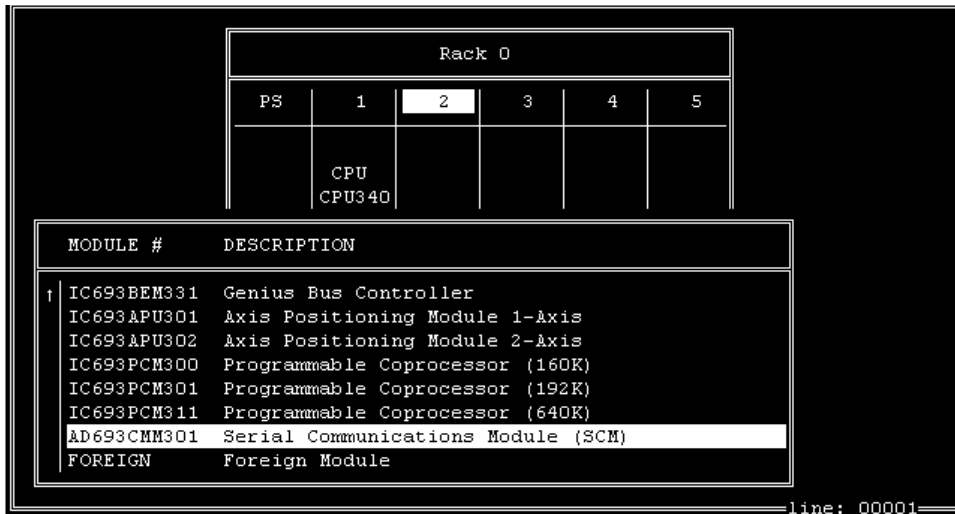 Rack 0
PS 1 2 3 4 5
CPU
CPU340
MODULE # DESCRIPTION
↑ IC693BEM331 Genius Bus Controller
IC693APU301 Axis Positioning Module 1-Axis
IC693APU302 Axis Positioning Module 2-Axis
IC693PCM300 Programmable Coprocessor (160K)
IC693PCM301 Programmable Coprocessor (192K)
IC693PCM311 Programmable Coprocessor (640K)
AD693CMM301 Serial Communications Module (SCM)
FOREIGN Foreign Module
line: 00001